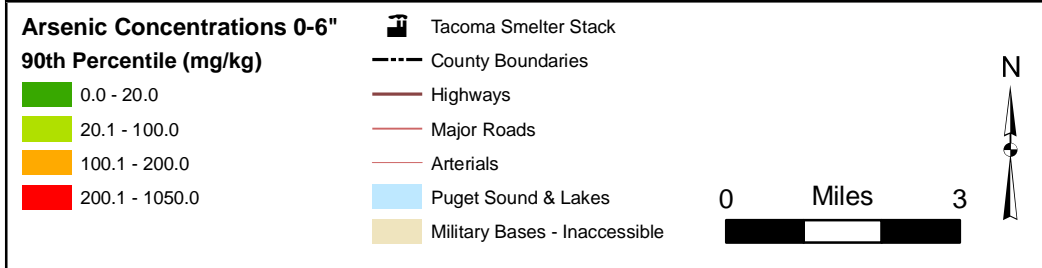 Arsenic Concentrations 0-6"
90th Percentile (mg/kg)
0.0 - 20.0
20.1 - 100.0
100.1 - 200.0
200.1 - 1050.0
Tacoma Smelter Stack
County Boundaries
Highways
Major Roads
Arterials
Puget Sound & Lakes
Military Bases - Inaccessible
0 Miles 3
N